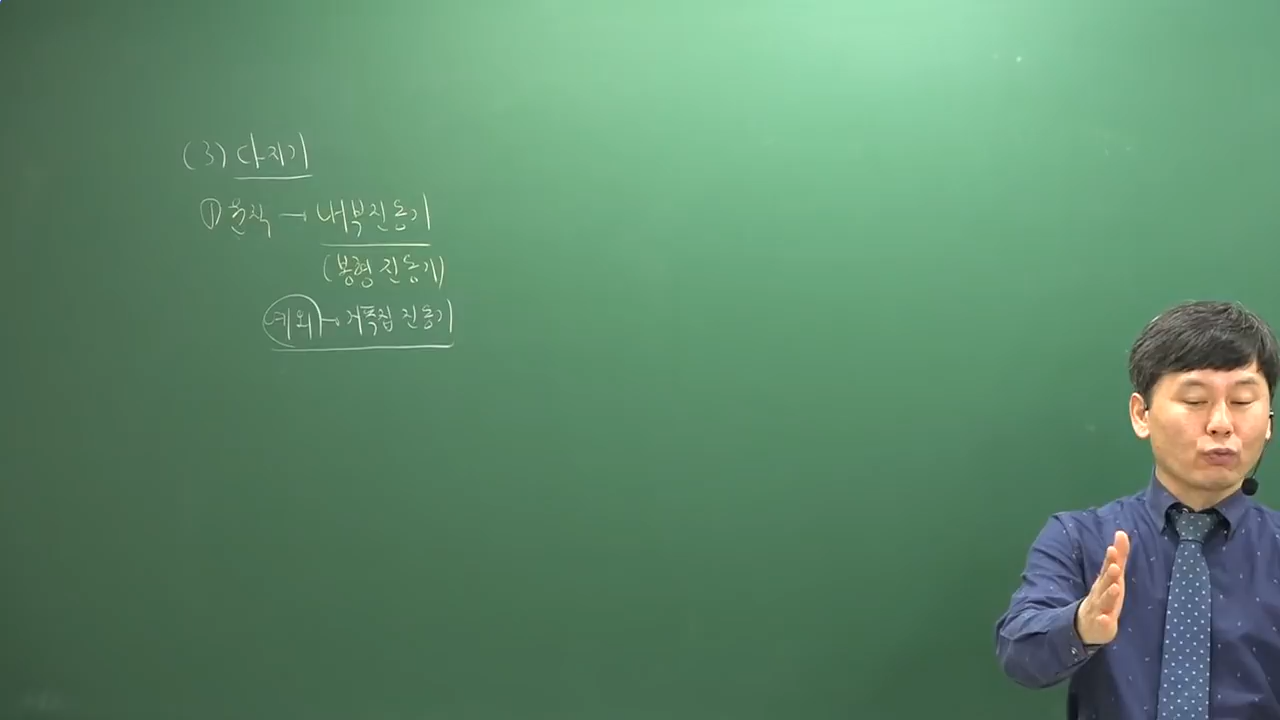 (3) 다지기
① 원칙 → 내부진동기
(봉형 진동기)
예외 → 거푸집 진동기